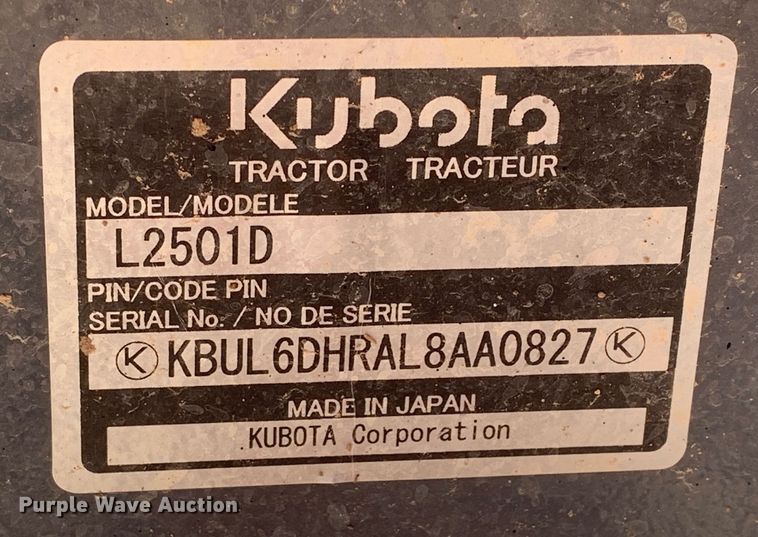 Kubota
TRACTOR TRACTEUR
MODEL/MODELE
L2501D
PIN/CODE PIN
SERIAL No. / NO DE SERIE
K KBUL6DHRAL8AA0827 K
MADE IN JAPAN
KUBOTA Corporation
Purple Wave Auction